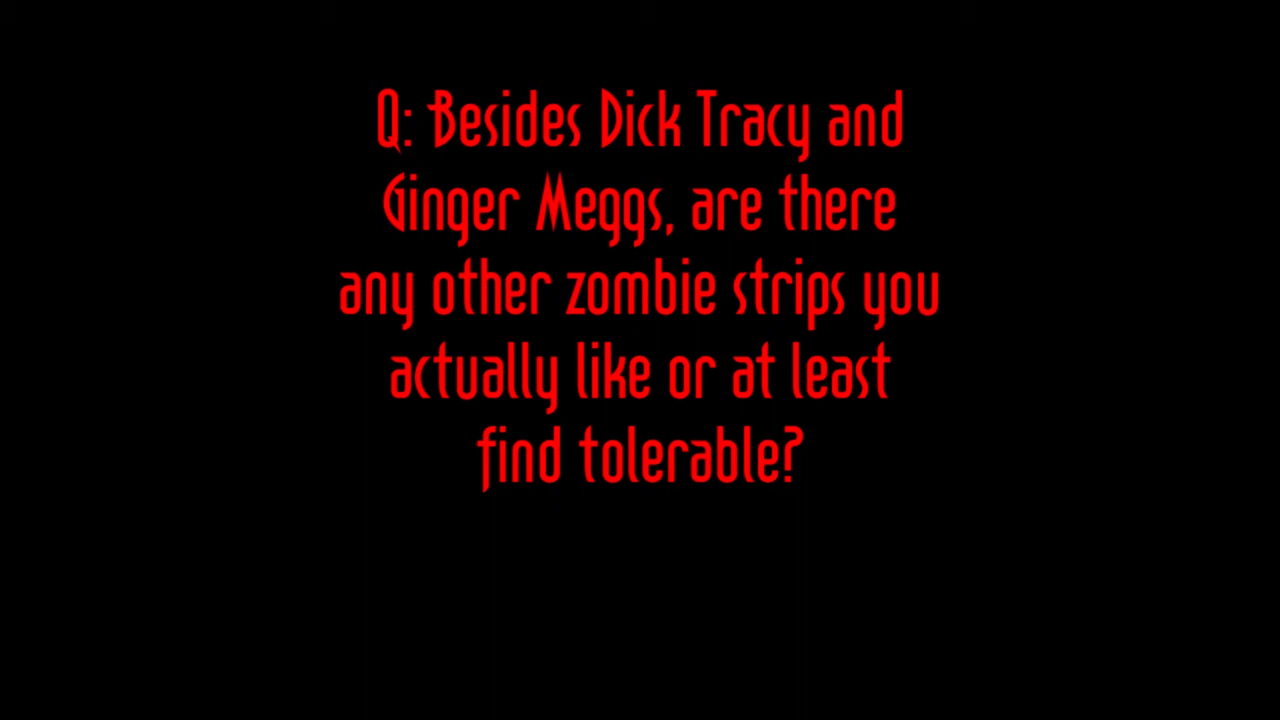 Q: Besides Dick Tracy and
Ginger Meggs, are there
any other zombie strips you
actually like or at least
find tolerable?